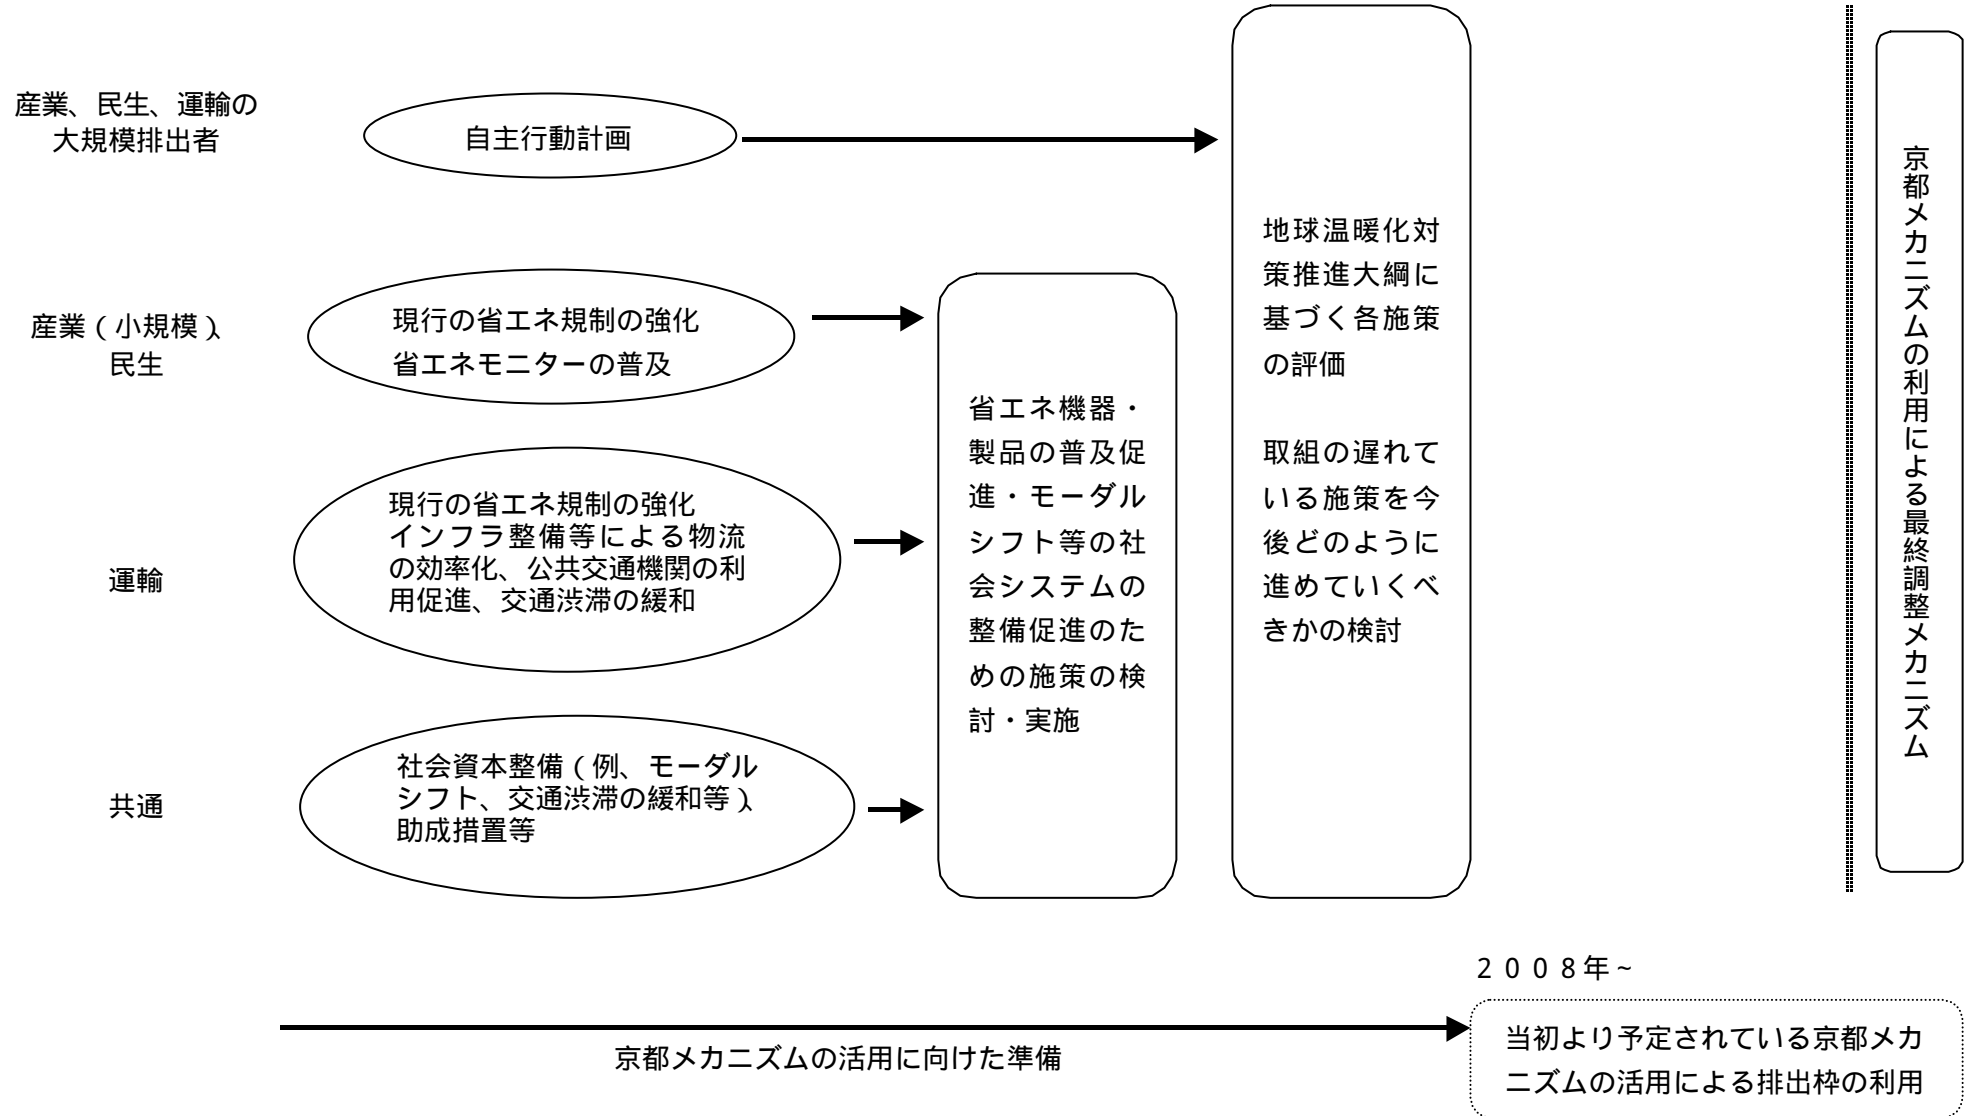 産業、民生、運輸の
大規模排出者
自主行動計画
産業（小規模）、
民生
現行の省エネ規制の強化
省エネモニターの普及
運輸
現行の省エネ規制の強化
インフラ整備等による物流
の効率化、公共交通機関の利
用促進、交通渋滞の緩和
共通
社会資本整備（例、モーダル
シフト、交通渋滞の緩和等）、
助成措置等
省エネ機器・
製品の普及促
進・モーダル
シフト等の社
会システムの
整備促進のた
めの施策の検
討・実施
地球温暖化対
策推進大綱に
基づく各施策
の評価
取組の遅れて
いる施策を今
後どのように
進めていくべ
きかの検討
京都メカニズムの利用による最終調整メカニズム
２００８年~
京都メカニズムの活用に向けた準備
当初より予定されている京都メカ
ニズムの活用による排出枠の利用